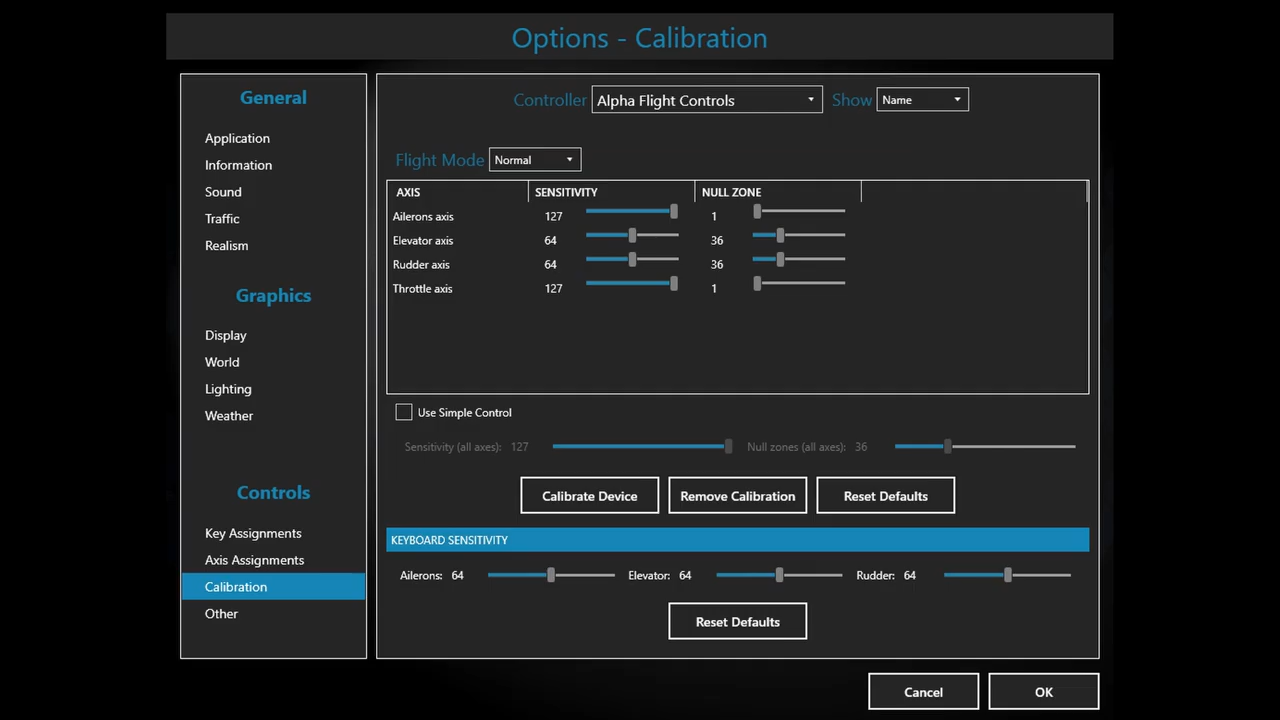 Options - Calibration
General
Application
Information
Sound
Traffic
Realism
Graphics
Display
World
Lighting
Weather
Controls
Key Assignments
Axis Assignments
Calibration
Other
Controller Alpha Flight Controls Show Name
Flight Mode Normal
AXIS SENSITIVITY NULL ZONE
Ailerons axis 127 1
Elevator axis 64 36
Rudder axis 64 36
Throttle axis 127 1
Use Simple Control
Sensitivity (all axes): 127 Null zones (all axes): 36
Calibrate Device Remove Calibration Reset Defaults
KEYBOARD SENSITIVITY
Ailerons: 64 Elevator: 64 Rudder: 64
Reset Defaults
Cancel OK